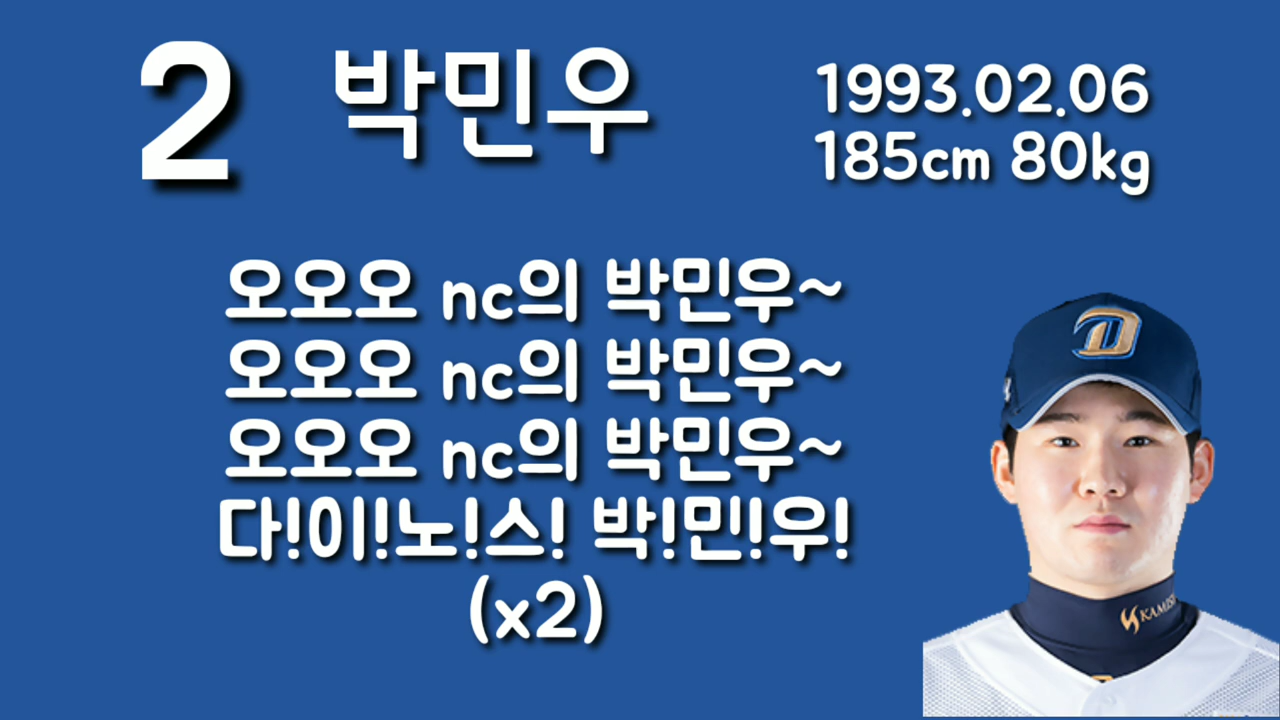 2 박민우
1993.02.06
185cm 80kg
오오오 nc의 박민우~
오오오 nc의 박민우~
오오오 nc의 박민우~
다!이!노!스! 박!민!우!
(x2)
D
KAMIS